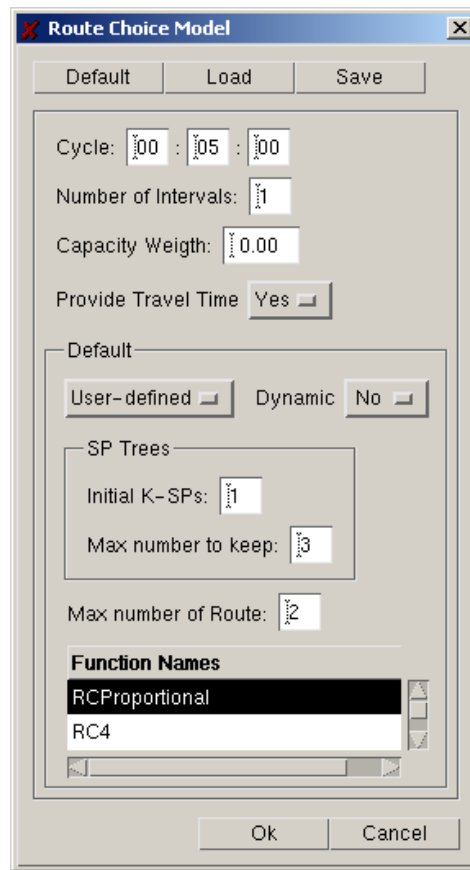 Route Choice Model
Default Load Save
Cycle: 00 : 05 : 00
Number of Intervals: 1
Capacity Weigth: 0.00
Provide Travel Time Yes
Default
User-defined Dynamic No
SP Trees
Initial K-SPs: 1
Max number to keep: 3
Max number of Route: 2
Function Names
RCProportional
RC4
Ok Cancel